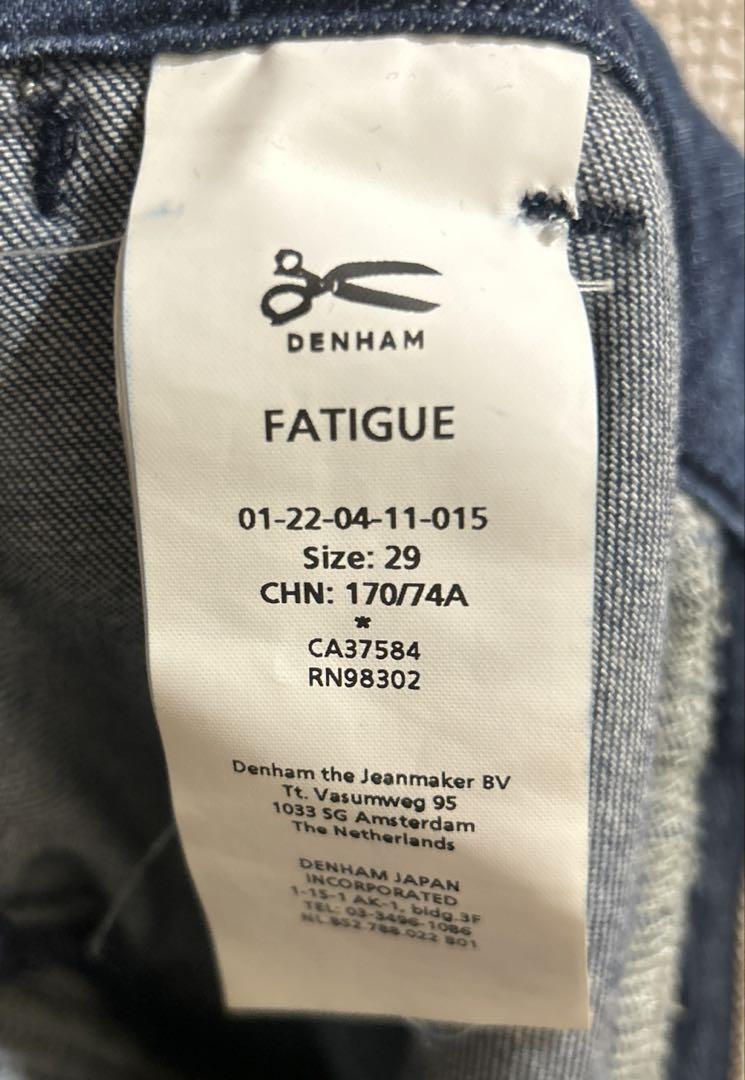 DENHAM
FATIGUE
01-22-04-11-015
Size: 29
CHN: 170/74A
*
CA37584
RN98302
Denham the Jeanmaker BV
Tt. Vasumweg 95
1033 SG Amsterdam
The Netherlands
DENHAM JAPAN
INCORPORATED
1-15-1 AK-1, bldg.3F
TEL: 03-3496-1086
NL 852 788 022 B01